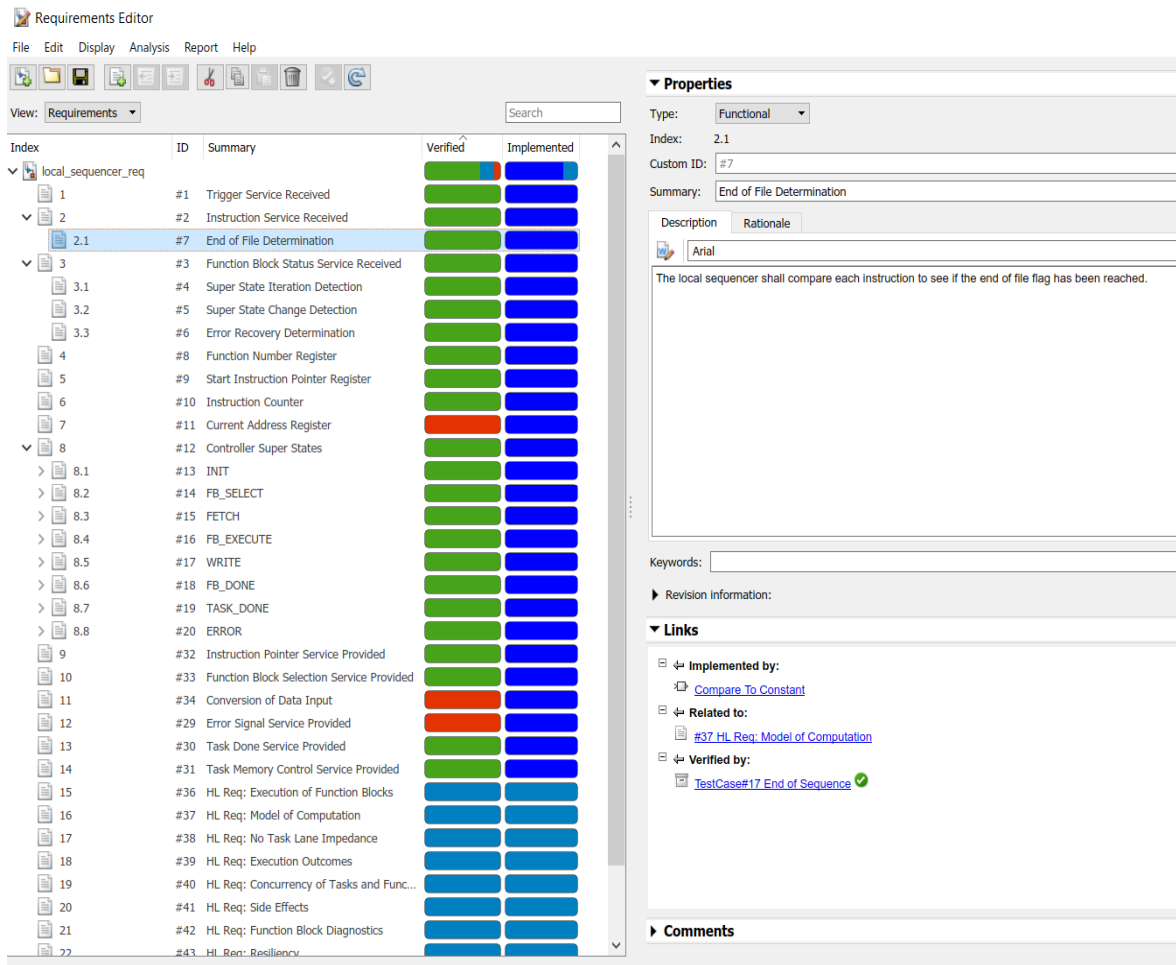 Requirements Editor
File Edit Display Analysis Report Help
View: Requirements
Search
Index ID Summary Verified Implemented
local_sequencer_req
1 #1 Trigger Service Received
2 #2 Instruction Service Received
2.1 #7 End of File Determination
3 #3 Function Block Status Service Received
3.1 #4 Super State Iteration Detection
3.2 #5 Super State Change Detection
3.3 #6 Error Recovery Determination
4 #8 Function Number Register
5 #9 Start Instruction Pointer Register
6 #10 Instruction Counter
7 #11 Current Address Register
8 #12 Controller Super States
8.1 #13 INIT
8.2 #14 FB_SELECT
8.3 #15 FETCH
8.4 #16 FB_EXECUTE
8.5 #17 WRITE
8.6 #18 FB_DONE
8.7 #19 TASK_DONE
8.8 #20 ERROR
9 #32 Instruction Pointer Service Provided
10 #33 Function Block Selection Service Provided
11 #34 Conversion of Data Input
12 #29 Error Signal Service Provided
13 #30 Task Done Service Provided
14 #31 Task Memory Control Service Provided
15 #36 HL Req: Execution of Function Blocks
16 #37 HL Req: Model of Computation
17 #38 HL Req: No Task Lane Impedance
18 #39 HL Req: Execution Outcomes
19 #40 HL Req: Concurrency of Tasks and Func...
20 #41 HL Req: Side Effects
21 #42 HL Req: Function Block Diagnostics
22 #43 HL Req: Resiliency
Properties
Type: Functional
Index: 2.1
Custom ID: #7
Summary: End of File Determination
Description Rationale
Arial
The local sequencer shall compare each instruction to see if the end of file flag has been reached.
Keywords:
Revision information:
Links
Implemented by:
Compare To Constant
Related to:
#37 HL Req: Model of Computation
Verified by:
TestCase#17 End of Sequence
Comments